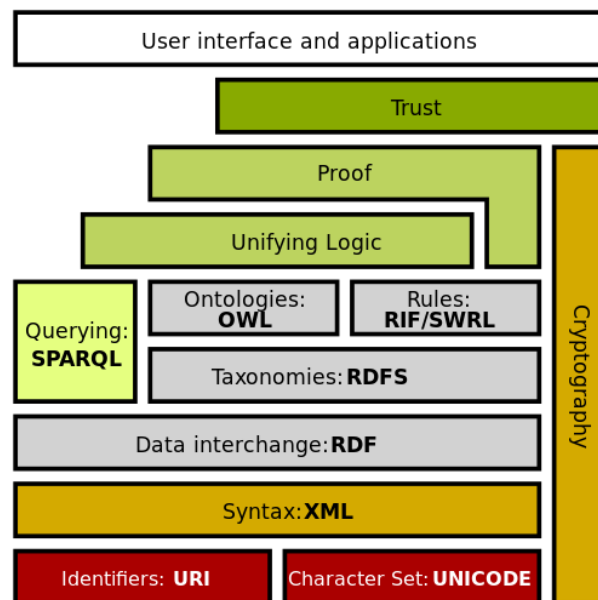 User interface and applications
Trust
Proof
Unifying Logic
Ontologies:
OWL
Rules:
RIF/SWRL
Querying:
SPARQL
Taxonomies: RDFS
Data interchange: RDF
Syntax: XML
Identifiers: URI
Character Set: UNICODE
Cryptography